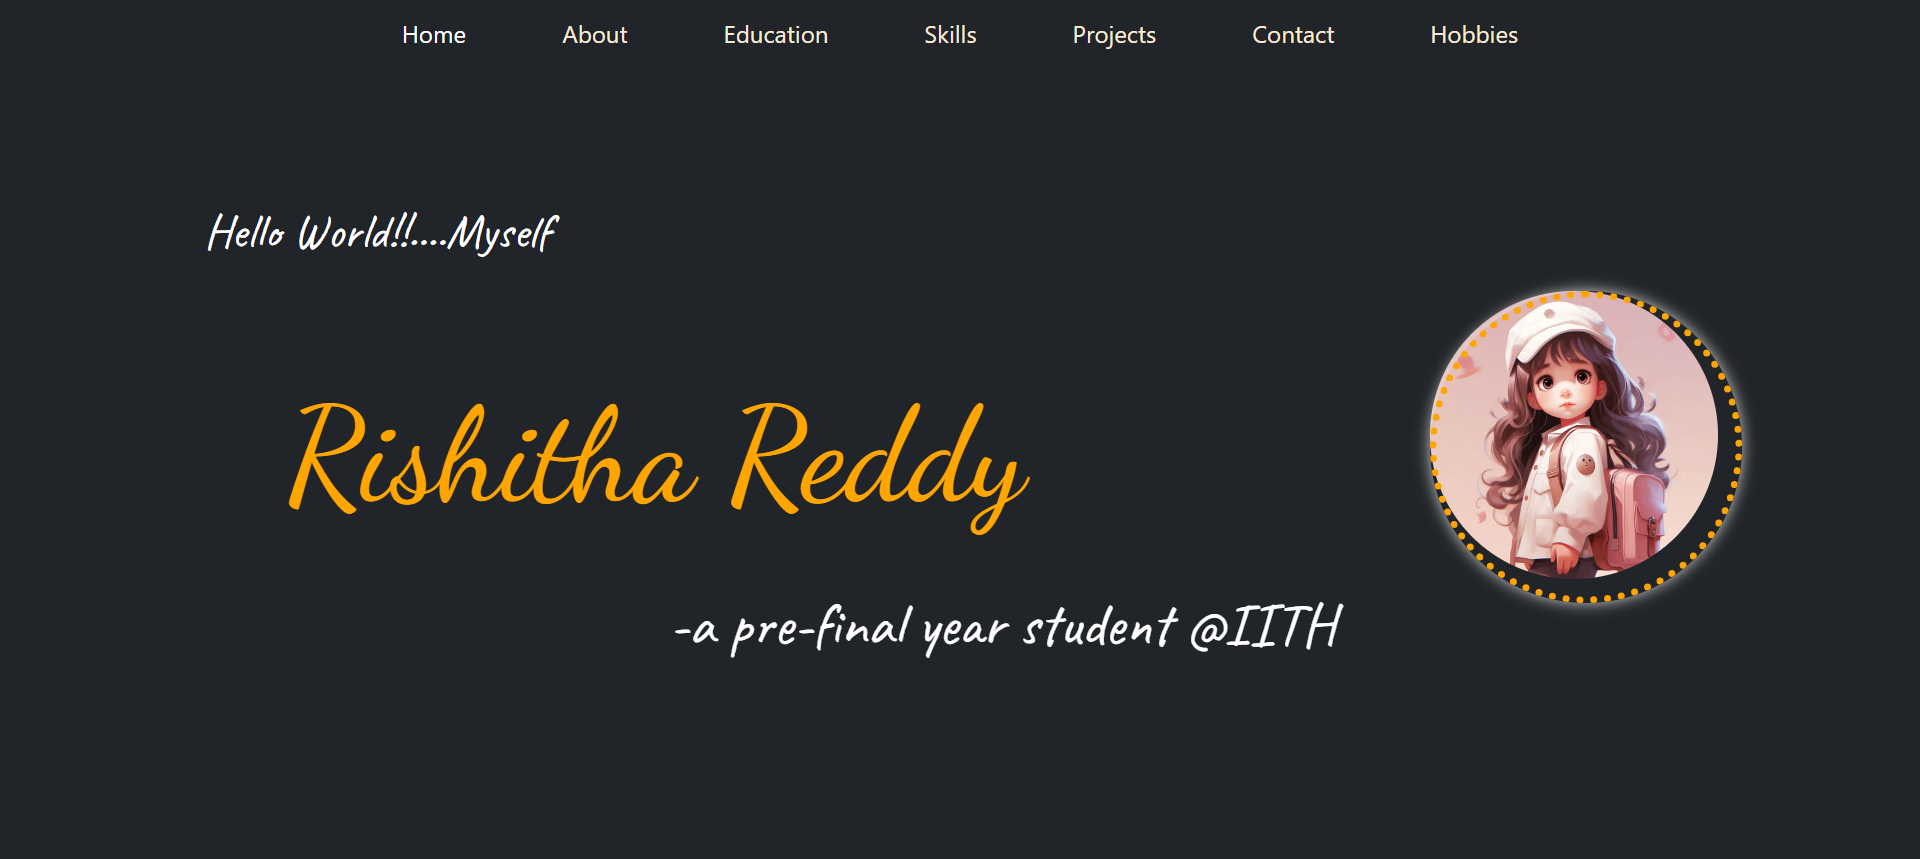 Home About Education Skills Projects Contact Hobbies
Hello World!!....Myself
Rishitha Reddy
-a pre-final year student @IITH